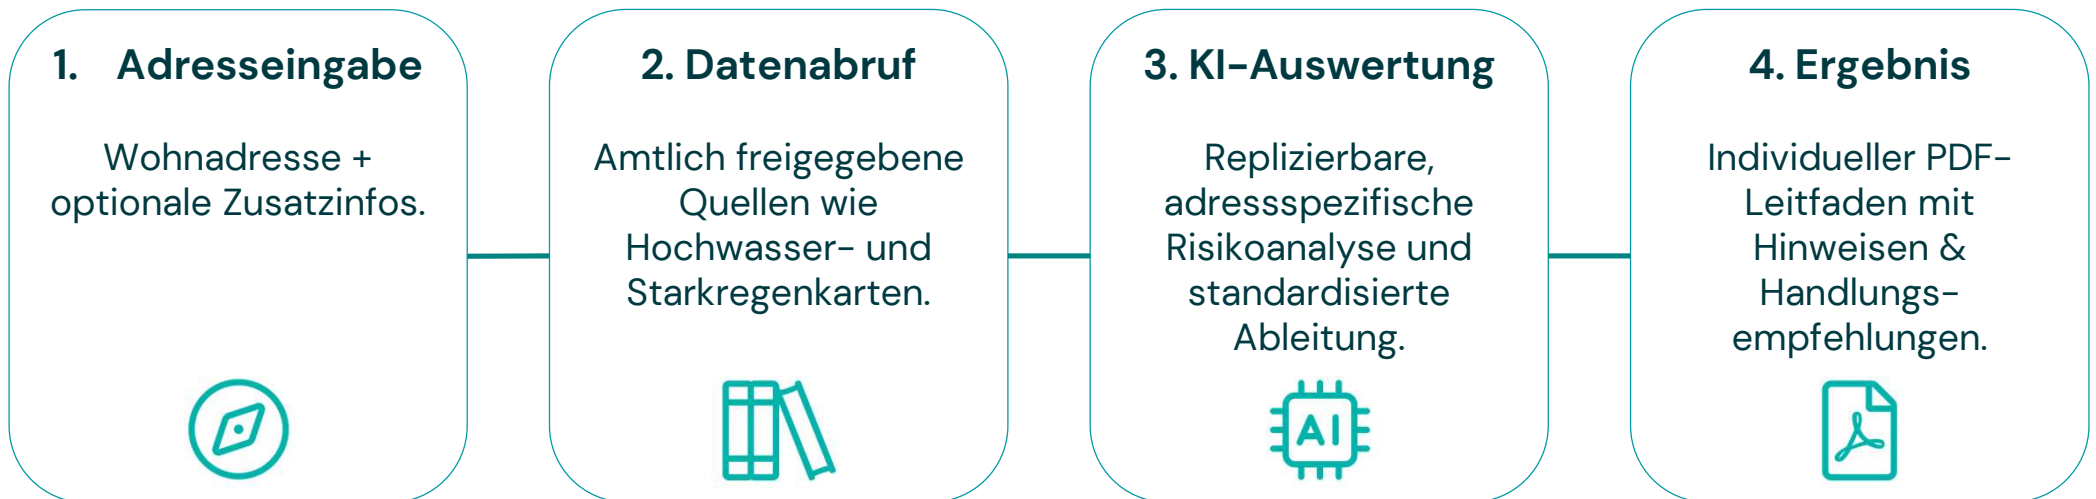 1. Adresseingabe
Wohnadresse +
optionale Zusatzinfos.
2. Datenabruf
Amtlich freigegebene
Quellen wie
Hochwasser- und
Starkregenkarten.
3. KI-Auswertung
Replizierbare,
adressspezifische
Risikoanalyse und
standardisierte
Ableitung.
AI
4. Ergebnis
Individueller PDF-
Leitfaden mit
Hinweisen &
Handlungs-
empfehlungen.